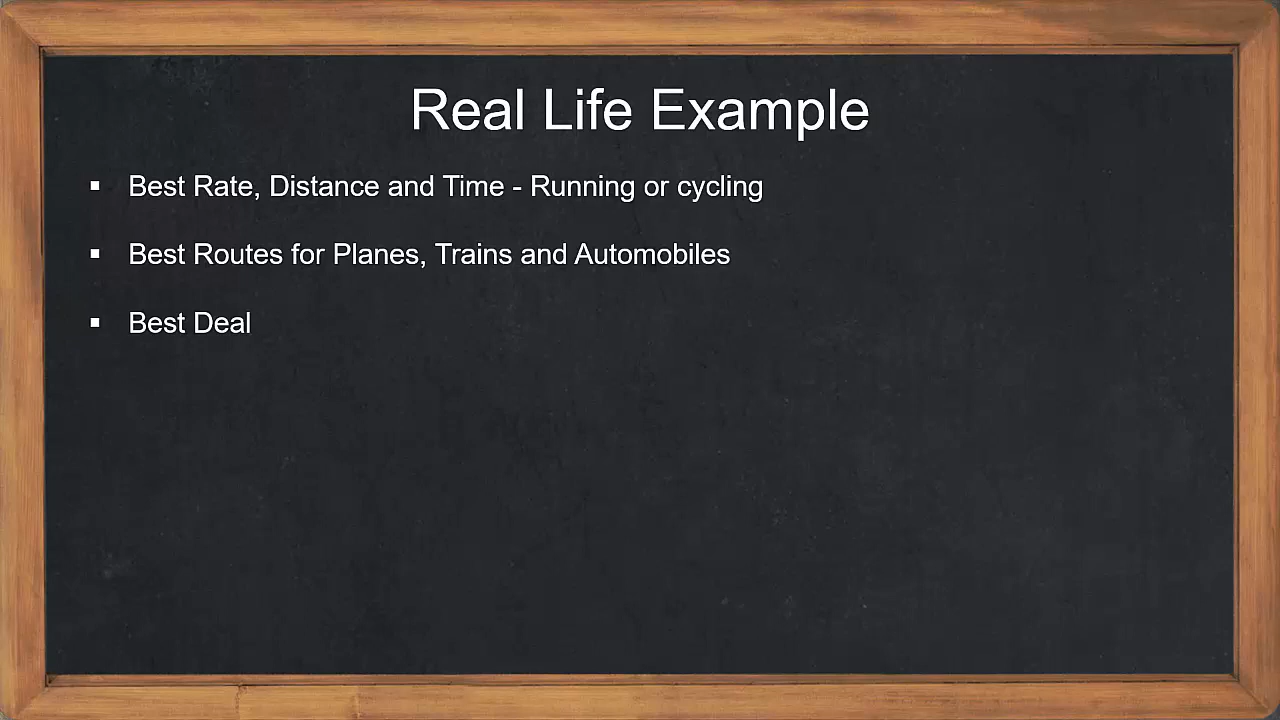 Real Life Example
▪ Best Rate, Distance and Time - Running or cycling
▪ Best Routes for Planes, Trains and Automobiles
▪ Best Deal